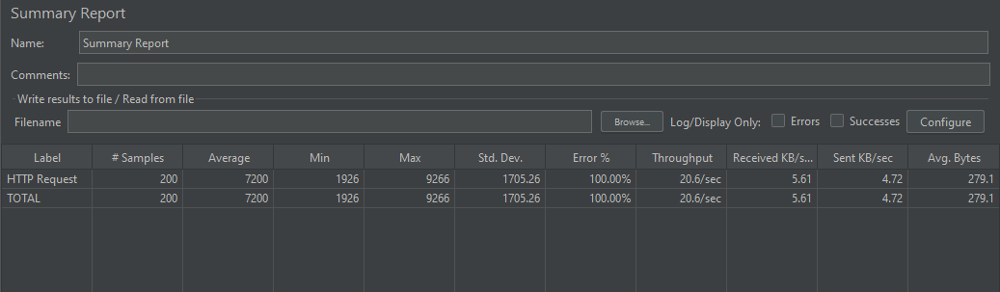 Summary Report
Name: Summary Report
Comments:
Write results to file / Read from file
Filename Browse... Log/Display Only: Errors Successes Configure
Label # Samples Average Min Max Std. Dev. Error % Throughput Received KB/s... Sent KB/sec Avg. Bytes
HTTP Request 200 7200 1926 9266 1705.26 100.00% 20.6/sec 5.61 4.72 279.1
TOTAL 200 7200 1926 9266 1705.26 100.00% 20.6/sec 5.61 4.72 279.1